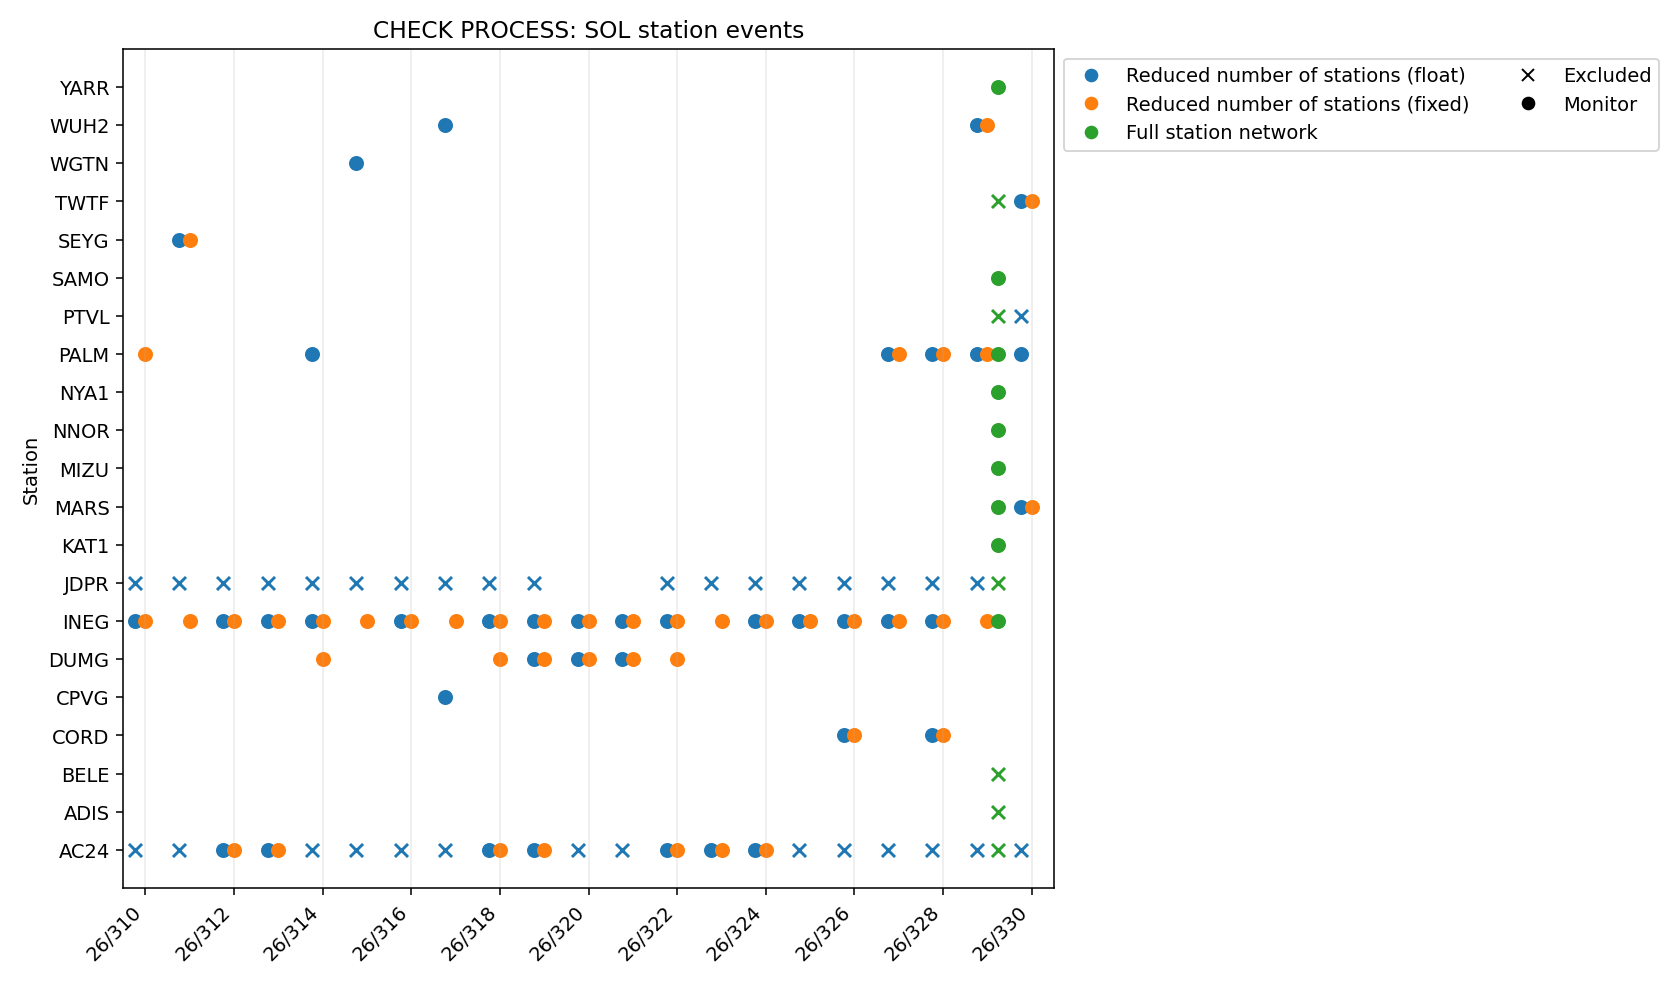 CHECK PROCESS: SOL station events
Reduced number of stations (float)
Reduced number of stations (fixed)
Full station network
Excluded
Monitor
Station
YARR
WUH2
WGTN
TWTF
SEYG
SAMO
PTVL
PALM
NYA1
NNOR
MIZU
MARS
KAT1
JDPR
INEG
DUMG
CPVG
CORD
BELE
ADIS
AC24
26/310
26/312
26/314
26/316
26/318
26/320
26/322
26/324
26/326
26/328
26/330